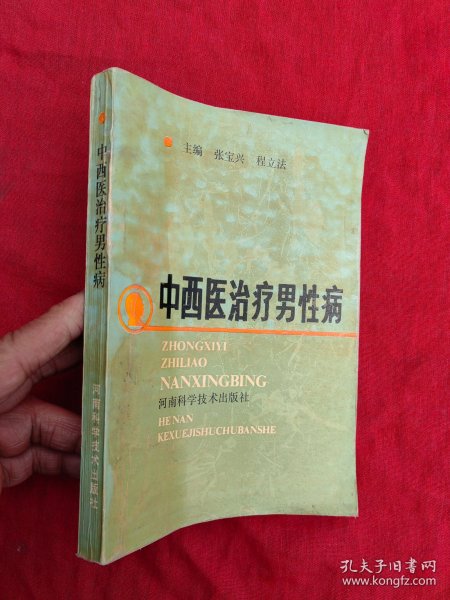 主编 张宝兴 程立法
中西医治疗男性病
ZHONGXIYI
ZHILIAO
NANXINGBING
河南科学技术出版社
HENAN
KEXUEJISHUCHUBANSHE
中西医治疗男性病
河南科学技术出版社
孔夫子旧书网
www.kongfz.com